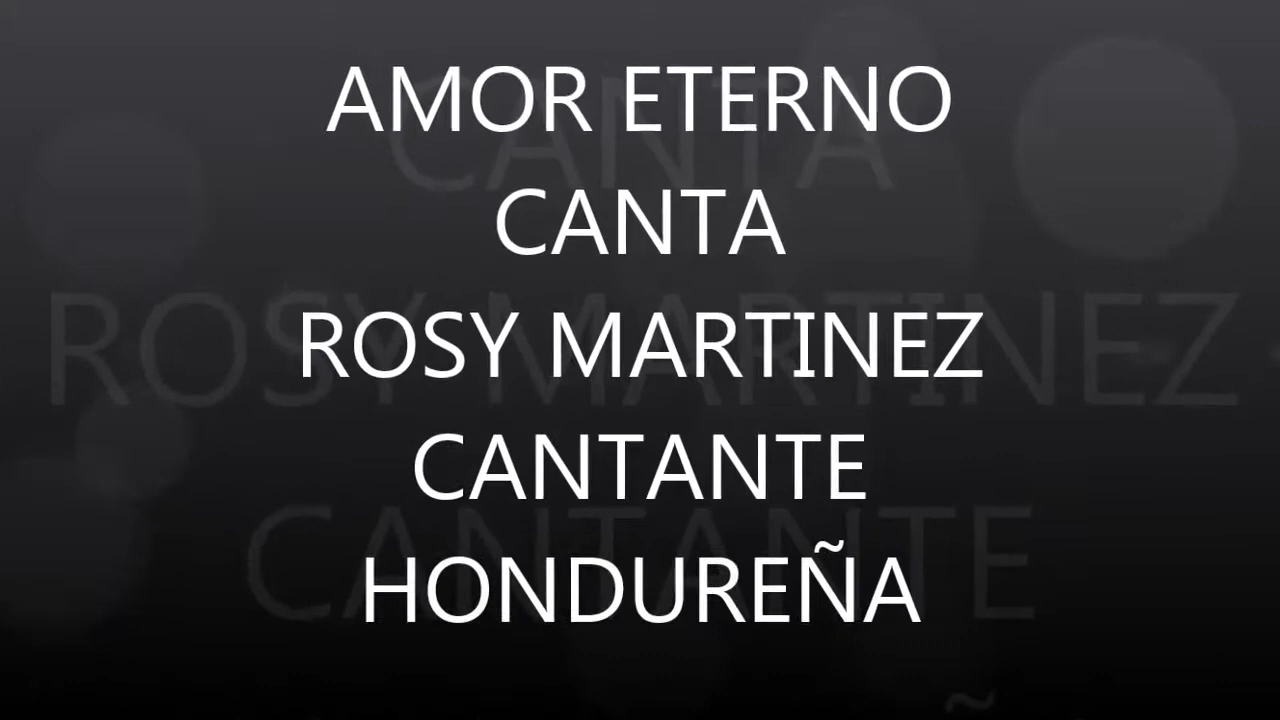 AMOR ETERNO
CANTA
ROSY MARTINEZ
CANTANTE
HONDUREÑA